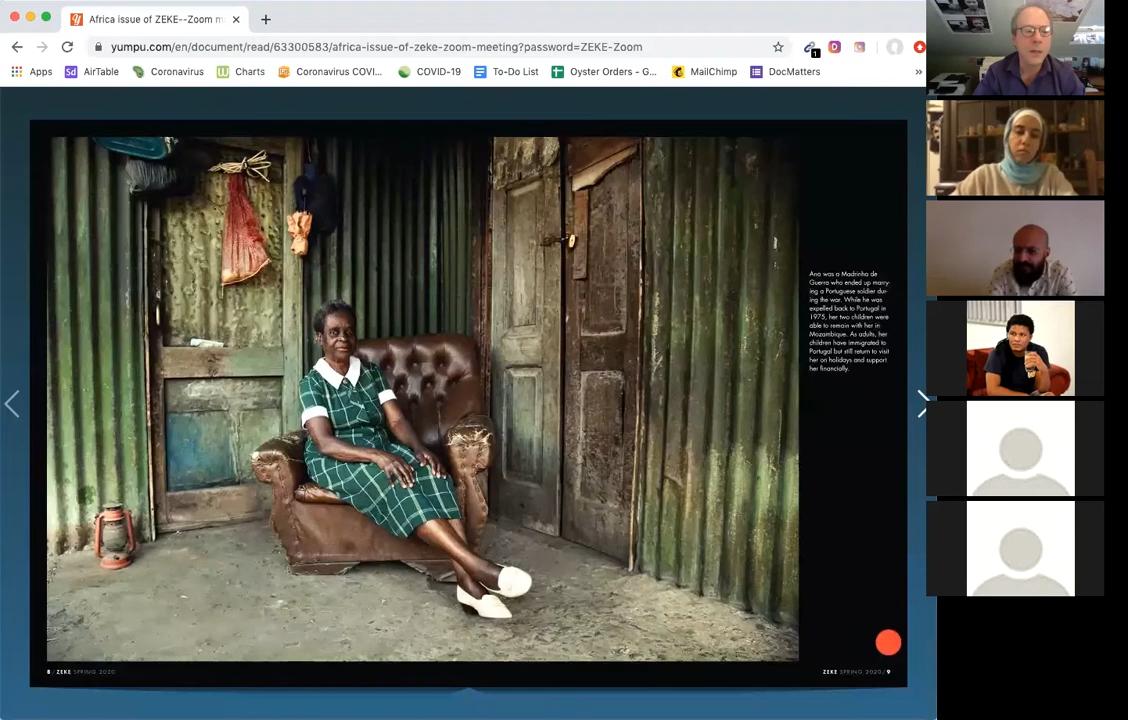 Africa issue of ZEKE--Zoom m
yumpu.com/en/document/read/63300583/africa-issue-of-zeke-zoom-meeting?password=ZEKE-Zoom
Apps AirTable Coronavirus Charts Coronavirus COVI... COVID-19 To-Do List Oyster Orders - G... MailChimp DocMatters »
Ana was a Madrinha de
Guerra who ended up marry-
ing a Portuguese soldier dur-
ing the war. While he was
expelled back to Portugal in
1975, her two children were
able to remain with her in
Mozambique. As adults, her
children have immigrated to
Portugal but still return to visit
her on holidays and support
her financially.
8 / ZEKE SPRING 2020
ZEKE SPRING 2020 / 9